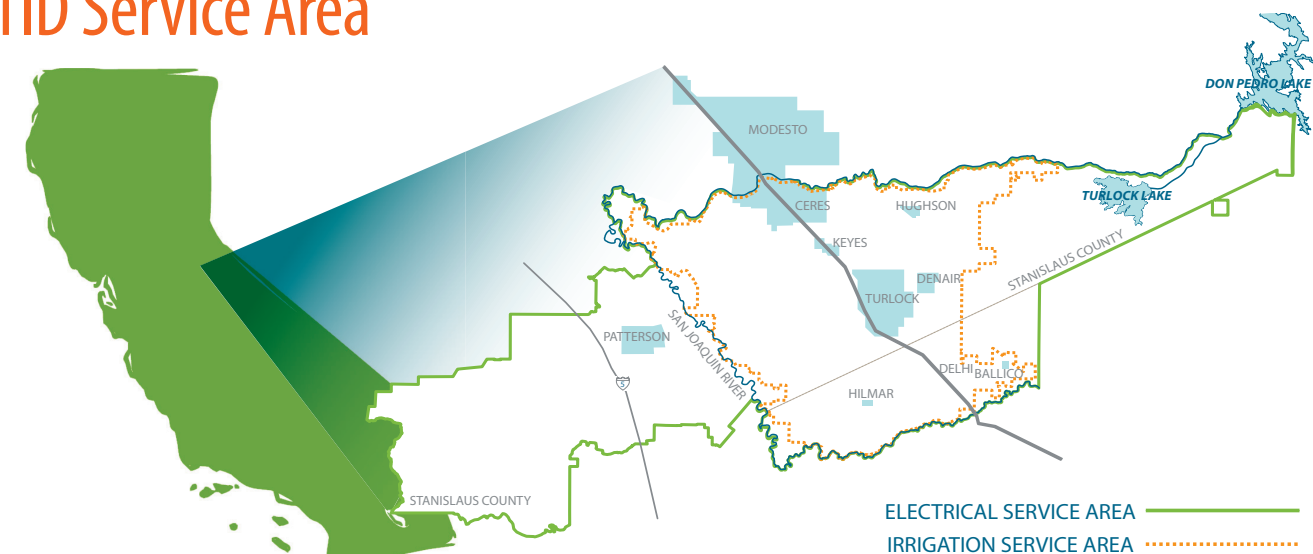 TID Service Area
DON PEDRO LAKE
MODESTO
TURLOCK LAKE
CERES
HUGHSON
KEYES
STANISLAUS COUNTY
DENAIR
TURLOCK
PATTERSON
SAN JOAQUIN RIVER
5
DELHI
BALLICO
HILMAR
STANISLAUS COUNTY
ELECTRICAL SERVICE AREA
IRRIGATION SERVICE AREA